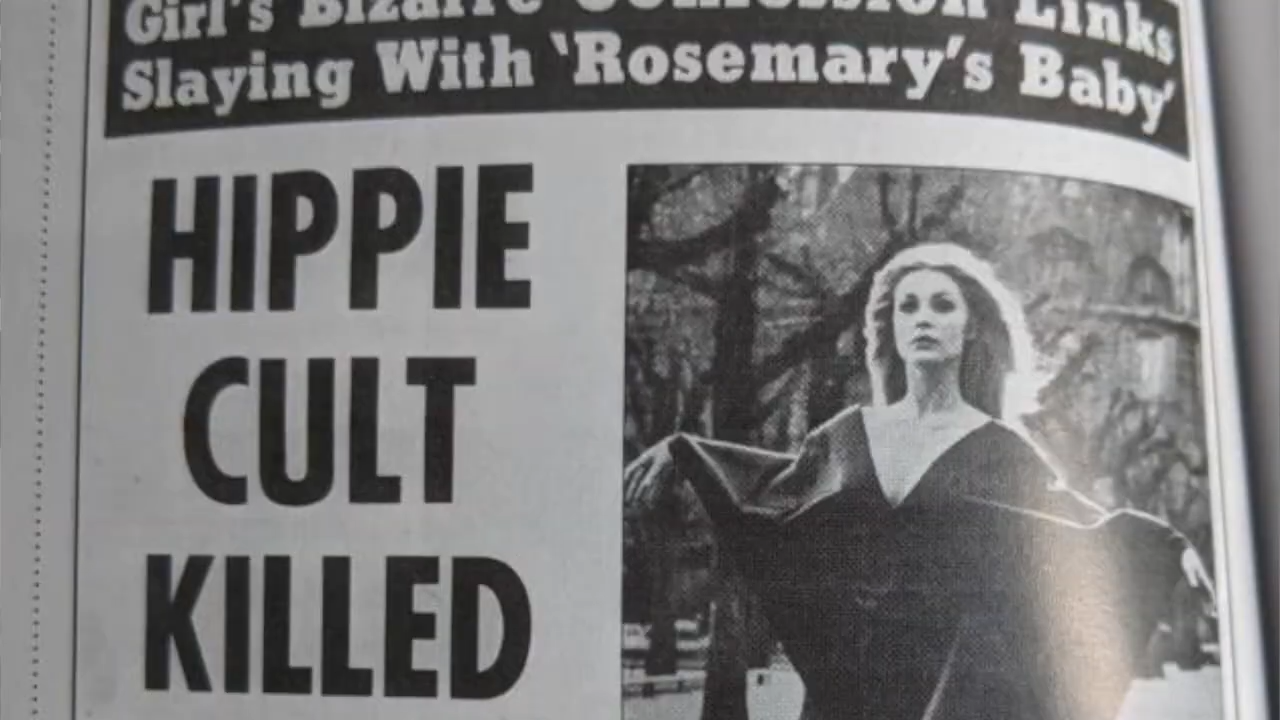 Girl's Bizarre Confession Links
Slaying With 'Rosemary's Baby'
HIPPIE
CULT
KILLED